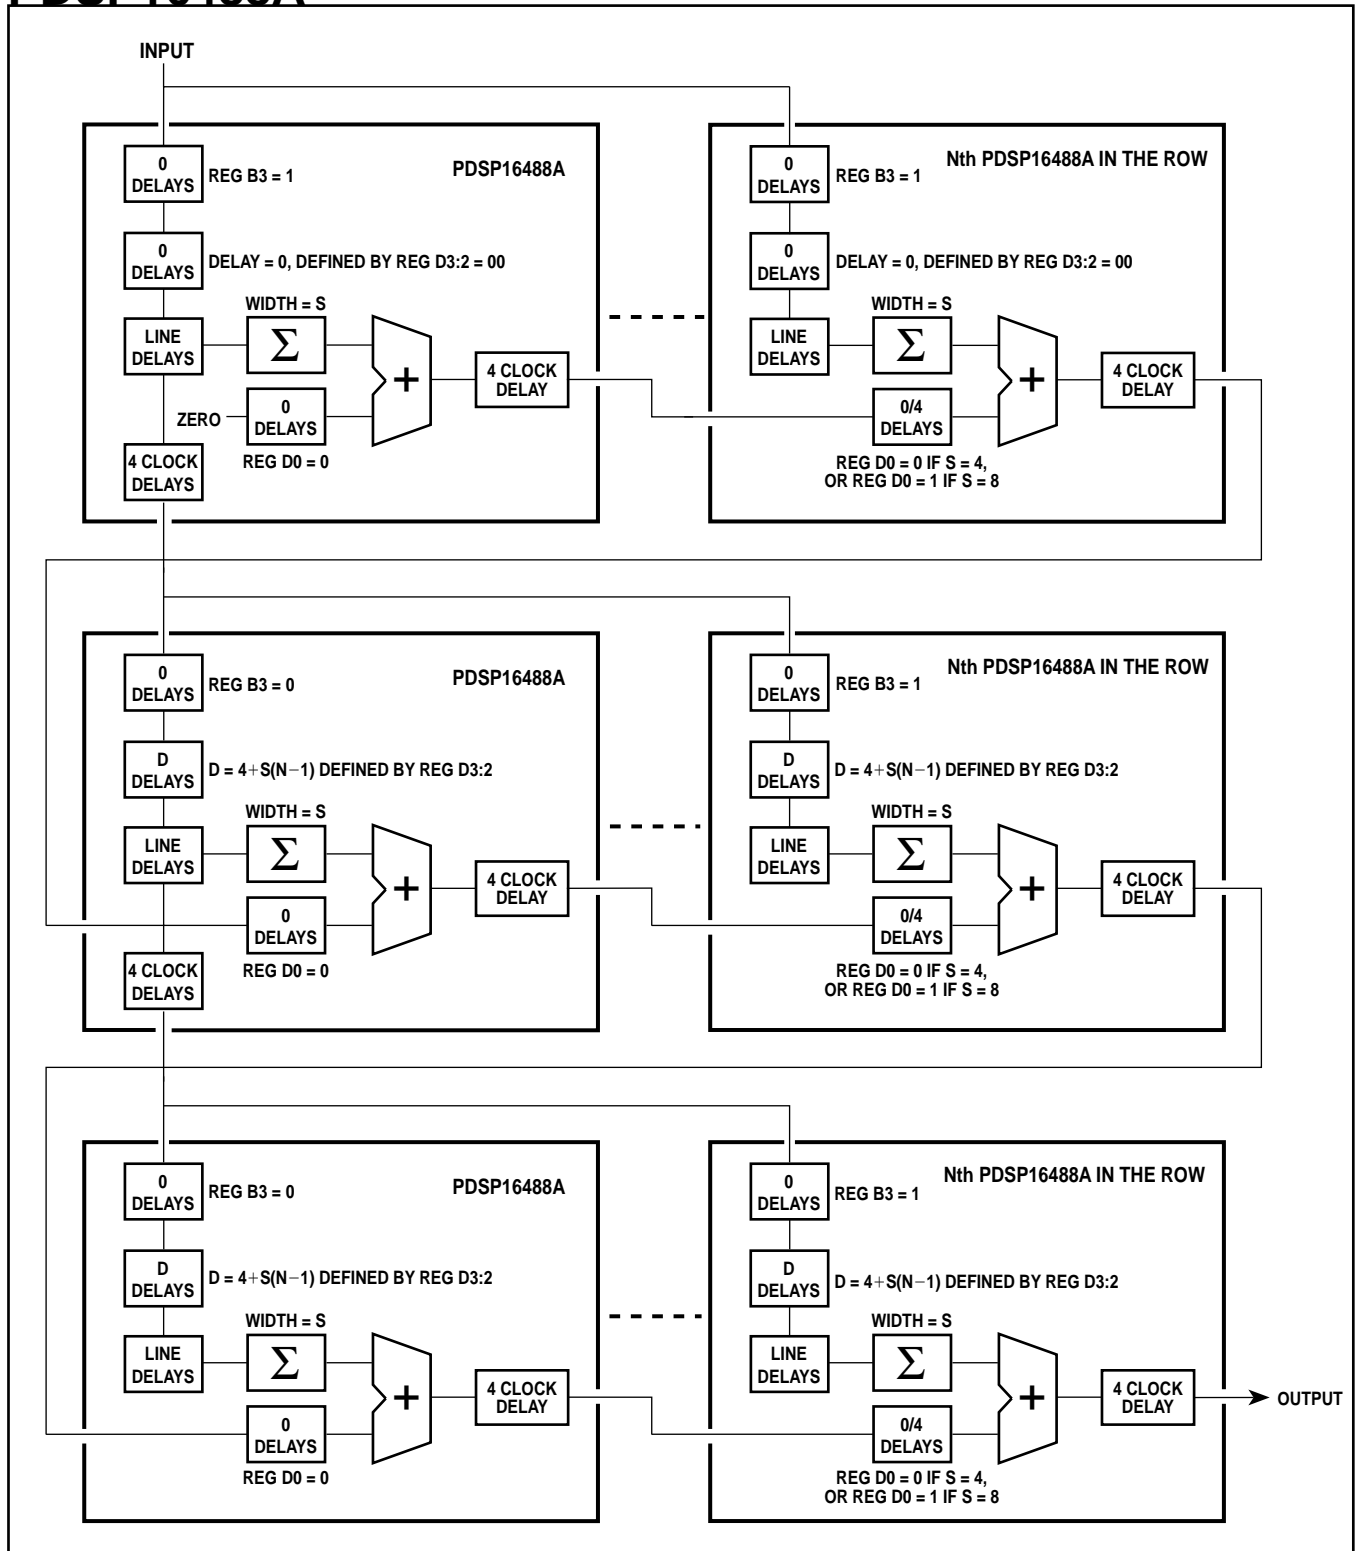 INPUT
PDSP16488A
0
DELAYS
REG B3 = 1
0
DELAYS
DELAY = 0, DEFINED BY REG D3:2 = 00
WIDTH = S
LINE
DELAYS
Σ
+
4 CLOCK
DELAY
ZERO
0
DELAYS
REG D0 = 0
4 CLOCK
DELAYS
Nth PDSP16488A IN THE ROW
0
DELAYS
REG B3 = 1
0
DELAYS
DELAY = 0, DEFINED BY REG D3:2 = 00
WIDTH = S
LINE
DELAYS
Σ
+
4 CLOCK
DELAY
0/4
DELAYS
REG D0 = 0 IF S = 4,
OR REG D0 = 1 IF S = 8
PDSP16488A
0
DELAYS
REG B3 = 0
D
DELAYS
D = 4+S(N−1) DEFINED BY REG D3:2
WIDTH = S
LINE
DELAYS
Σ
+
4 CLOCK
DELAY
0
DELAYS
REG D0 = 0
4 CLOCK
DELAYS
Nth PDSP16488A IN THE ROW
0
DELAYS
REG B3 = 1
D
DELAYS
D = 4+S(N−1) DEFINED BY REG D3:2
WIDTH = S
LINE
DELAYS
Σ
+
4 CLOCK
DELAY
0/4
DELAYS
REG D0 = 0 IF S = 4,
OR REG D0 = 1 IF S = 8
PDSP16488A
0
DELAYS
REG B3 = 0
D
DELAYS
D = 4+S(N−1) DEFINED BY REG D3:2
WIDTH = S
LINE
DELAYS
Σ
+
4 CLOCK
DELAY
0
DELAYS
REG D0 = 0
Nth PDSP16488A IN THE ROW
0
DELAYS
REG B3 = 1
D
DELAYS
D = 4+S(N−1) DEFINED BY REG D3:2
WIDTH = S
LINE
DELAYS
Σ
+
4 CLOCK
DELAY
OUTPUT
0/4
DELAYS
REG D0 = 0 IF S = 4,
OR REG D0 = 1 IF S = 8